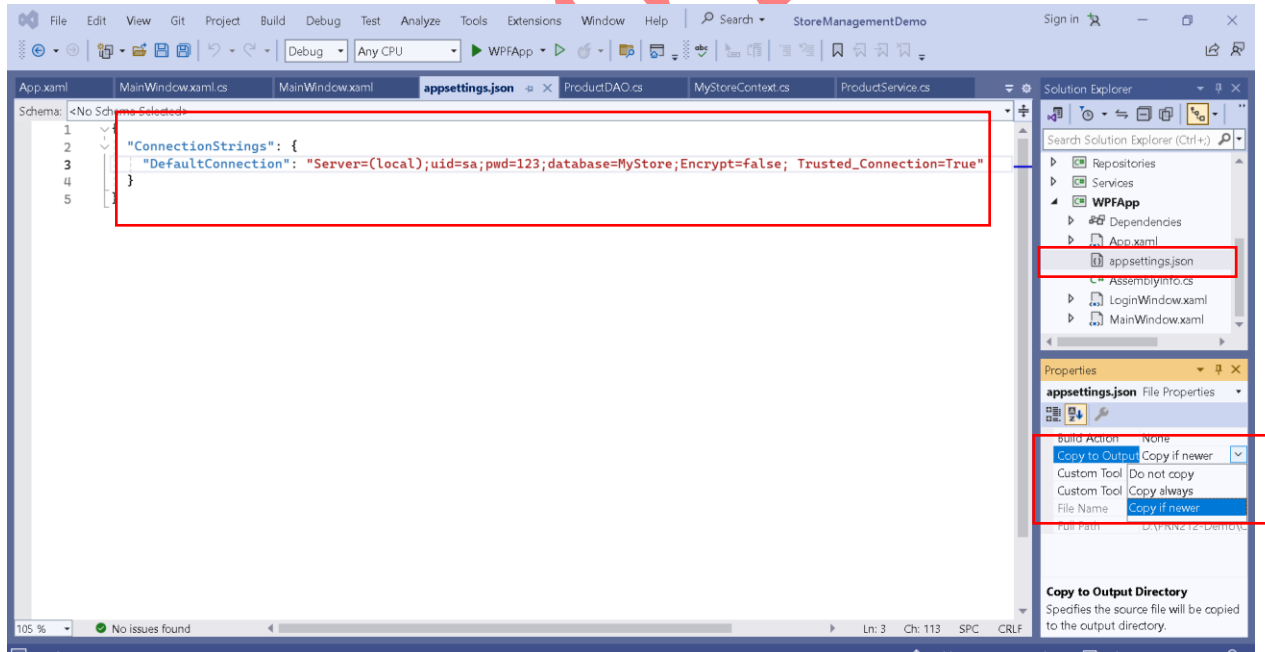 File Edit View Git Project Build Debug Test Analyze Tools Extensions Window Help Search StoreManagementDemo Sign in
Debug Any CPU WPFApp
App.xaml MainWindow.xaml.cs MainWindow.xaml appsettings.json ProductDAO.cs MyStoreContext.cs ProductService.cs
Schema: <No Schema Selected>
1 {
2 "ConnectionStrings": {
3 "DefaultConnection": "Server=(local);uid=sa;pwd=123;database=MyStore;Encrypt=false; Trusted_Connection=True"
4 }
5 }
105 % No issues found Ln: 3 Ch: 113 SPC CRLF
Solution Explorer
Search Solution Explorer (Ctrl+;)
Repositories
Services
WPFApp
Dependencies
App.xaml
appsettings.json
AssemblyInfo.cs
LoginWindow.xaml
MainWindow.xaml
Properties
appsettings.json File Properties
Build Action None
Copy to Output Copy if newer
Custom Tool Do not copy
Custom Tool Copy always
File Name Copy if newer
Full Path D:\PRN212-Demo\C
Copy to Output Directory
Specifies the source file will be copied
to the output directory.